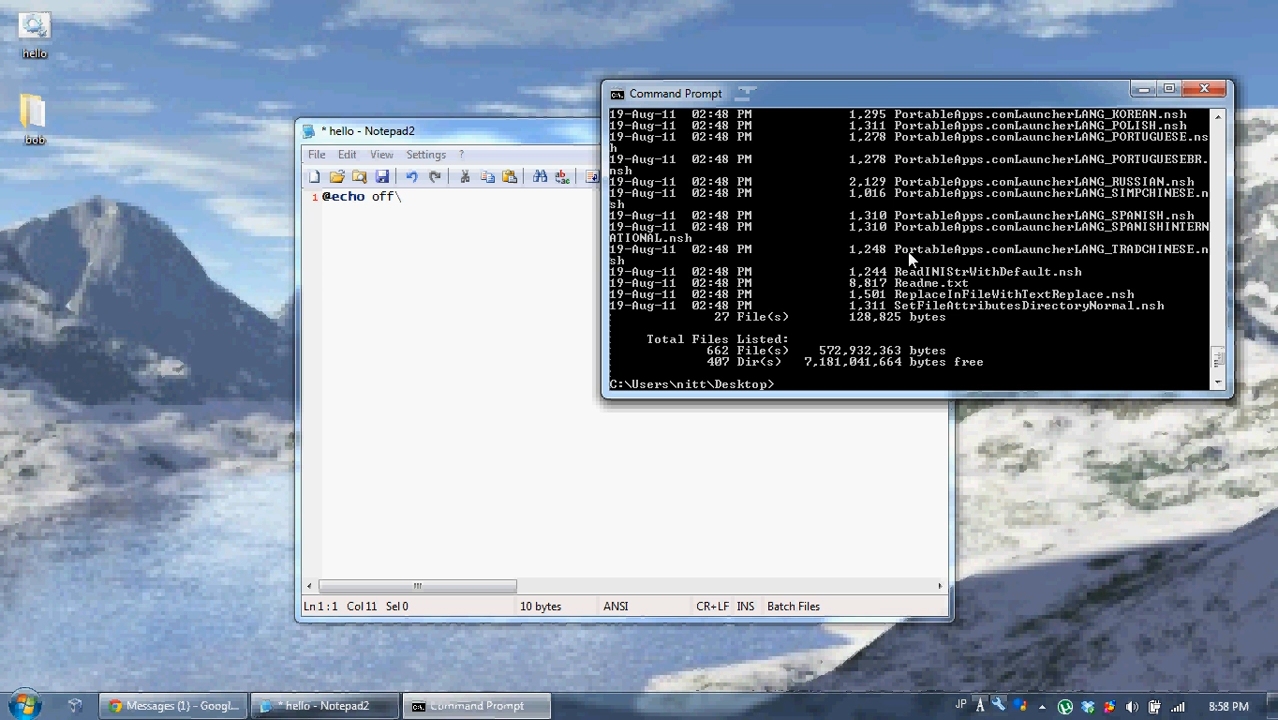 hello
bob
* hello - Notepad2
File Edit View Settings ?
1 @echo off\
Ln 1 : 1 Col 11 Sel 0 10 bytes ANSI CR+LF INS Batch Files
Command Prompt
19-Aug-11 02:48 PM 1,295 PortableApps.comLauncherLANG_KOREAN.nsh
19-Aug-11 02:48 PM 1,311 PortableApps.comLauncherLANG_POLISH.nsh
19-Aug-11 02:48 PM 1,278 PortableApps.comLauncherLANG_PORTUGUESE.ns
h
19-Aug-11 02:48 PM 1,278 PortableApps.comLauncherLANG_PORTUGUESEBR.
nsh
19-Aug-11 02:48 PM 2,129 PortableApps.comLauncherLANG_RUSSIAN.nsh
19-Aug-11 02:48 PM 1,016 PortableApps.comLauncherLANG_SIMPCHINESE.n
sh
19-Aug-11 02:48 PM 1,310 PortableApps.comLauncherLANG_SPANISH.nsh
19-Aug-11 02:48 PM 1,310 PortableApps.comLauncherLANG_SPANISHINTERN
ATIONAL.nsh
19-Aug-11 02:48 PM 1,248 PortableApps.comLauncherLANG_TRADCHINESE.n
sh
19-Aug-11 02:48 PM 1,244 ReadINIStrWithDefault.nsh
19-Aug-11 02:48 PM 8,817 Readme.txt
19-Aug-11 02:48 PM 1,501 ReplaceInFileWithTextReplace.nsh
19-Aug-11 02:48 PM 1,311 SetFileAttributesDirectoryNormal.nsh
27 File(s) 128,825 bytes
Total Files Listed:
662 File(s) 572,932,363 bytes
407 Dir(s) 7,181,041,664 bytes free
C:\Users\nitt\Desktop>
Messages (1) – Googl... * hello - Notepad2 Command Prompt JP A 8:58 PM